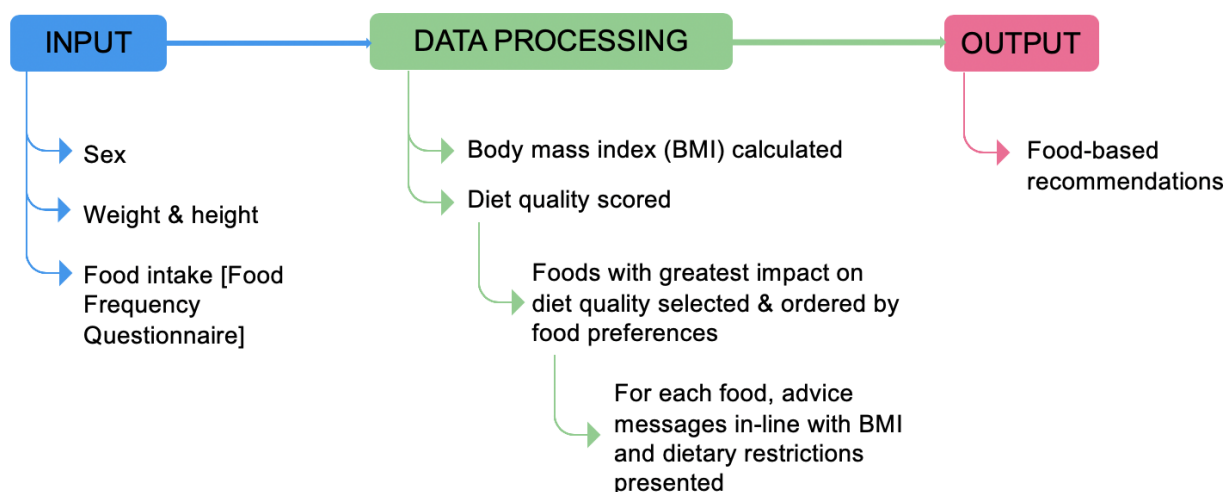 INPUT
DATA PROCESSING
OUTPUT
Sex
Weight & height
Food intake [Food
Frequency
Questionnaire]
Body mass index (BMI) calculated
Diet quality scored
Foods with greatest impact on
diet quality selected & ordered by
food preferences
For each food, advice
messages in-line with BMI
and dietary restrictions
presented
Food-based
recommendations